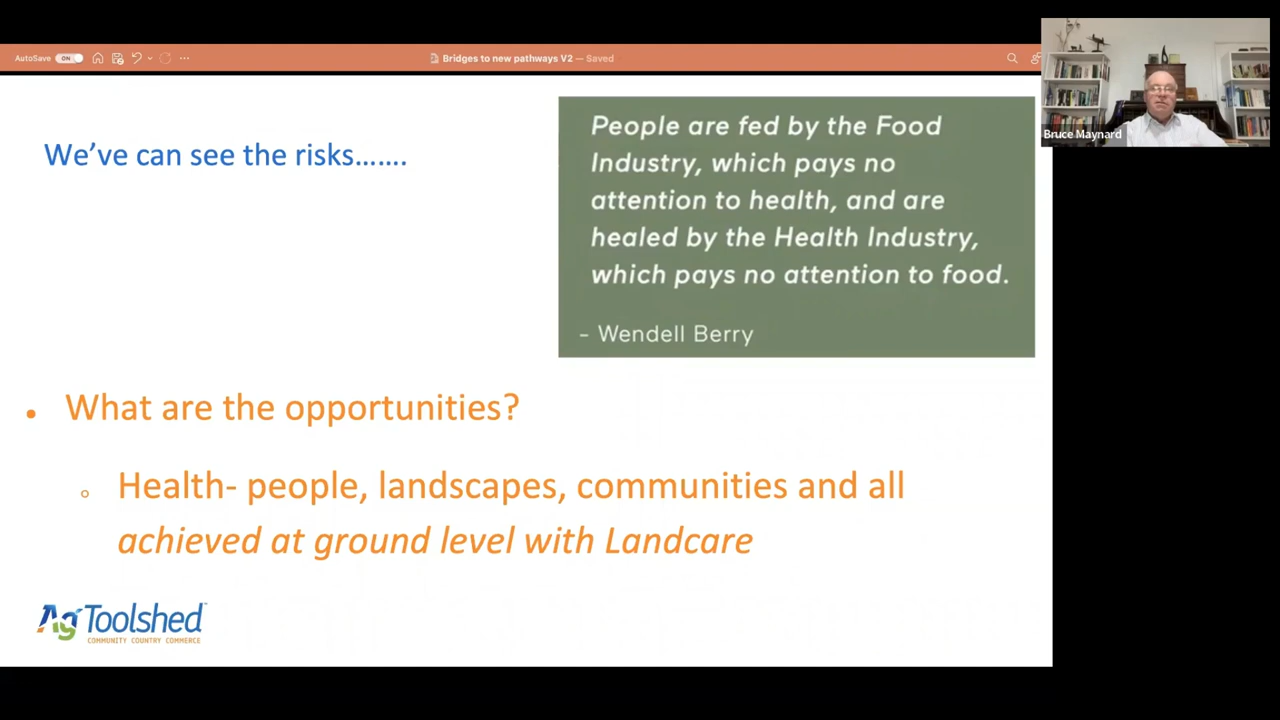 AutoSave ON
Bridges to new pathways V2 — Saved
Bruce Maynard
We've can see the risks.......
People are fed by the Food
Industry, which pays no
attention to health, and are
healed by the Health Industry,
which pays no attention to food.
- Wendell Berry
• What are the opportunities?
o Health- people, landscapes, communities and all
achieved at ground level with Landcare
AgToolshed
COMMUNITY COUNTRY COMMERCE